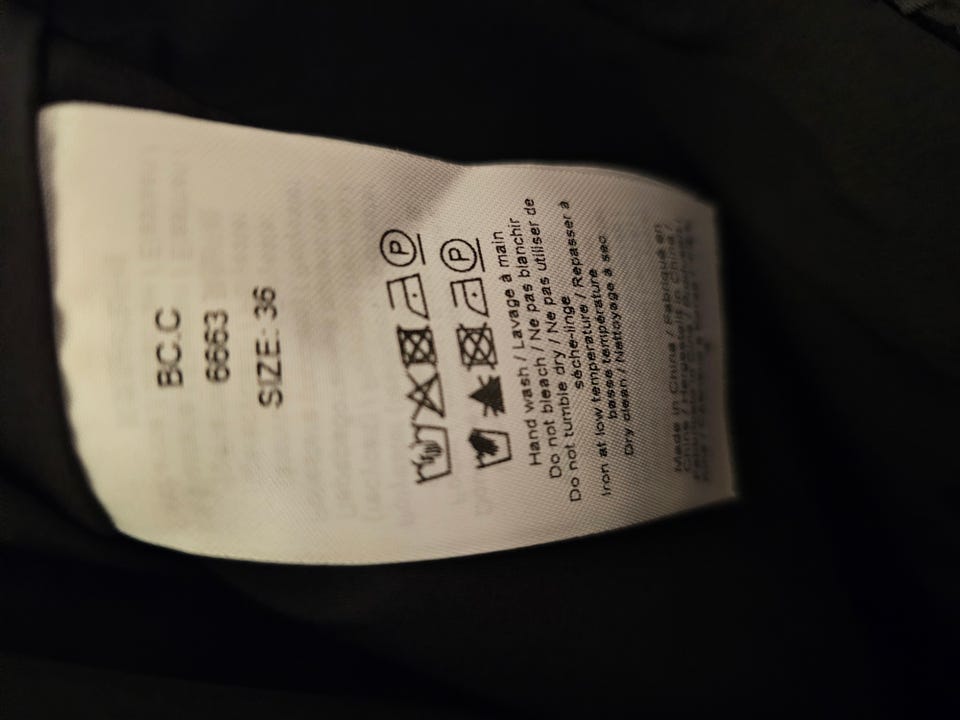 BC.C
6663
SIZE: 36
P
P
Hand wash / Lavage à main
Do not bleach / Ne pas blanchir
Do not tumble dry / Ne pas utiliser de
sèche-linge
Iron at low temperature / Repasser à
basse température
Dry clean / Nettoyage à sec
Made in China / Fabriqué en